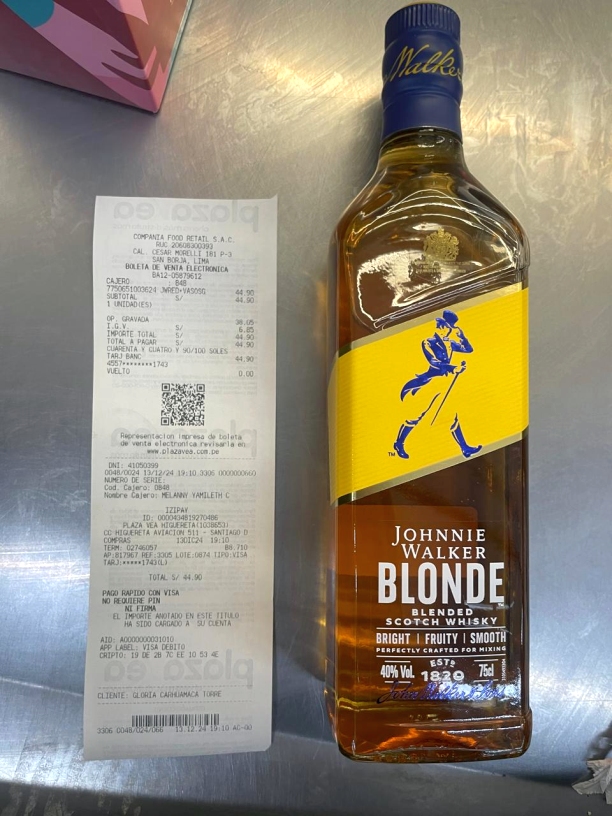 COMPANIA FOOD RETAIL S.A.C.
RUC 20608300393
CAL. CESAR MORELLI 181 P-3
SAN BORJA, LIMA
BOLETA DE VENTA ELECTRONICA
BA12-05879612
CAJERO : B4B
7750651003624 JWRED+VASOSG 44.90
SUBTOTAL S/ 44.90
1 UNIDAD(ES)
OP. GRAVADA 38.05
I.G.V. S/ 6.85
IMPORTE TOTAL S/ 44.90
TOTAL A PAGAR S/ 44.90
CUARENTA Y CUATRO Y 90/100 SOLES
TARJ BANC 44.90
4557********1743
VUELTO 0.00
Representacion impresa de boleta
de venta electronica revisarla en
www.plazavea.com.pe
DNI: 41050399
0048/0024 13/12/24 19:10 3306
NUMERO DE SERIE:
Cod. Cajero: 0848
Nombre Cajero: MELANNY YAMILETH C
IZIPAY
ID: 0000434819270486
PLAZA VEA HIGUERETA(1038653)
CC HIGUERETA AVIACION 511 - SANTIAGO D
COMPRAS 13DIC24 19:10
TERM: 02746057 B8.710
AP:817967 REF:3305 LOTE:0874 TIPO:VISA
TARJ:*****1743(L)
TOTAL S/ 44.90
PAGO RAPIDO CON VISA
NO REQUIERE PIN
NI FIRMA
EL IMPORTE ANOTADO EN ESTE TITULO
HA SIDO CARGADO A SU CUENTA
AID: A0000000031010
APP LABEL: VISA DEBITO
CRIPTO: 19 DE 2B 7C EE 10 53 4E
CLIENTE: GLORIA CARHUAMACA TORRE
3306 0048/024/066 13.12.24 19:10 AC-00
Walker
TM
JOHNNIE
WALKER
BLONDE
BLENDED
SCOTCH WHISKY
BRIGHT | FRUITY | SMOOTH
PERFECTLY CRAFTED FOR MIXING
40% Vol. ESTD 1820 75cl